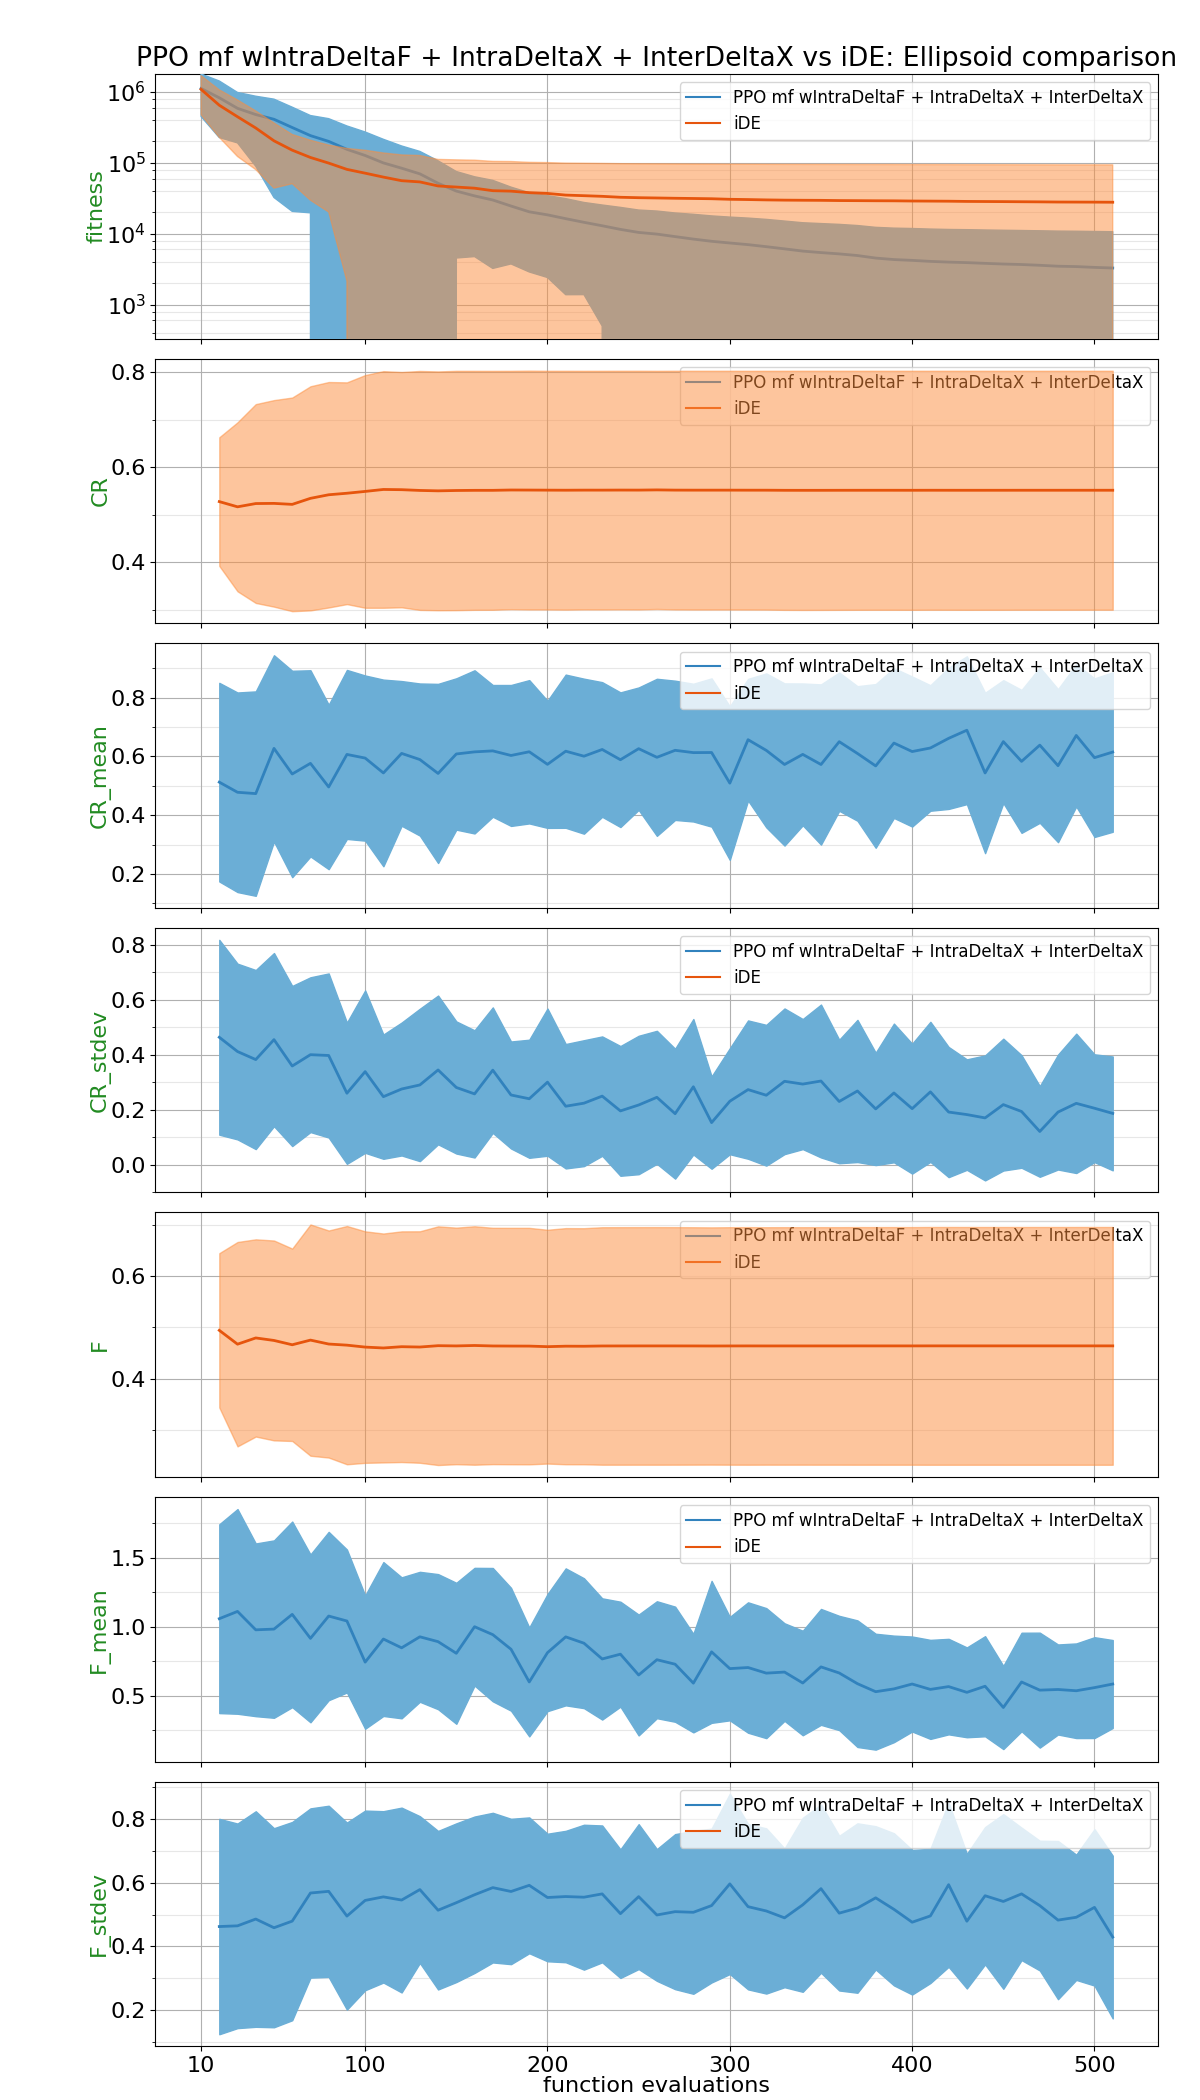 PPO mf wIntraDeltaF + IntraDeltaX + InterDeltaX vs iDE: Ellipsoid comparison
fitness
10^6
10^5
10^4
10^3
PPO mf wIntraDeltaF + IntraDeltaX + InterDeltaX
iDE
CR
0.8
0.6
0.4
PPO mf wIntraDeltaF + IntraDeltaX + InterDeltaX
iDE
CR_mean
0.8
0.6
0.4
0.2
PPO mf wIntraDeltaF + IntraDeltaX + InterDeltaX
iDE
CR_stdev
0.8
0.6
0.4
0.2
0.0
PPO mf wIntraDeltaF + IntraDeltaX + InterDeltaX
iDE
F
0.6
0.4
PPO mf wIntraDeltaF + IntraDeltaX + InterDeltaX
iDE
F_mean
1.5
1.0
0.5
PPO mf wIntraDeltaF + IntraDeltaX + InterDeltaX
iDE
F_stdev
0.8
0.6
0.4
0.2
PPO mf wIntraDeltaF + IntraDeltaX + InterDeltaX
iDE
10 100 200 300 400 500
function evaluations